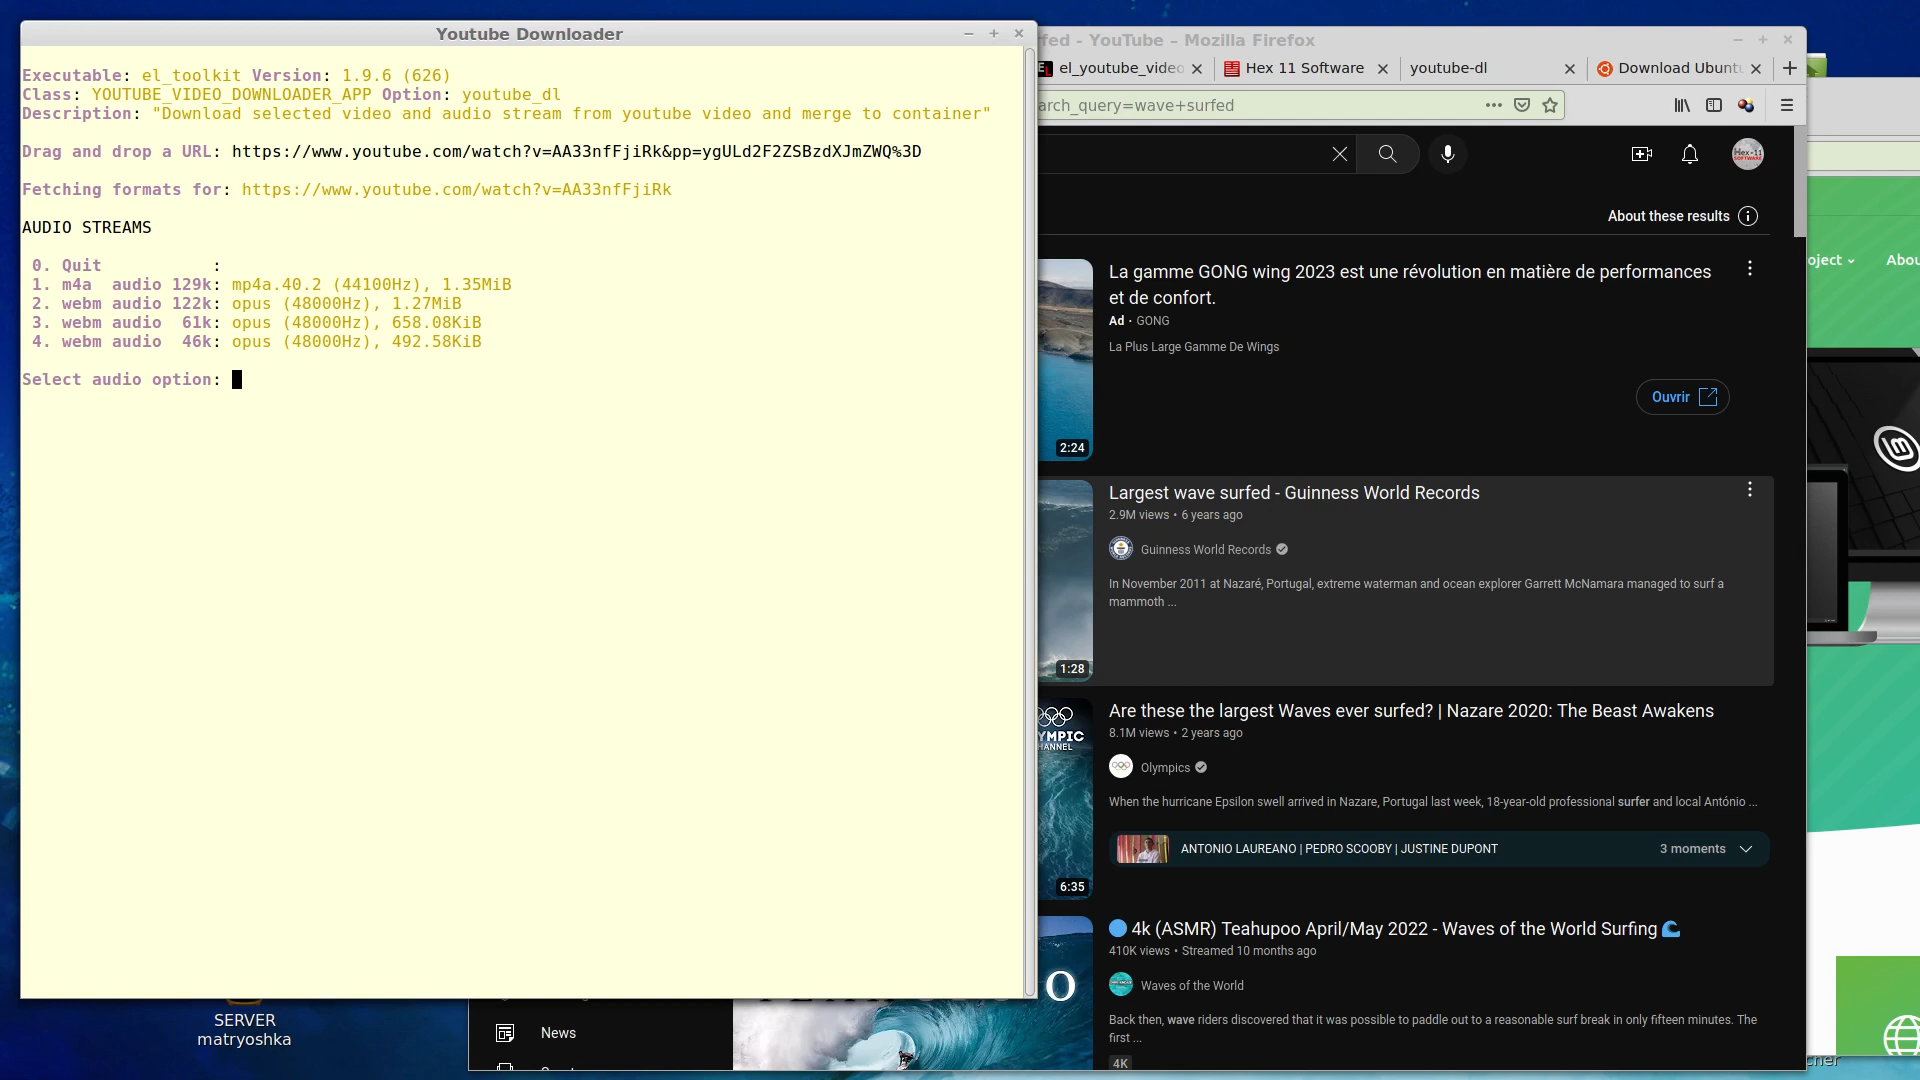 Youtube Downloader
Executable: el_toolkit Version: 1.9.6 (626)
Class: YOUTUBE_VIDEO_DOWNLOADER_APP Option: youtube_dl
Description: "Download selected video and audio stream from youtube video and merge to container"
Drag and drop a URL: https://www.youtube.com/watch?v=AA33nfFjiRk&pp=ygULd2F2ZSBzdXJmZWQ%3D
Fetching formats for: https://www.youtube.com/watch?v=AA33nfFjiRk
AUDIO STREAMS
0. Quit :
1. m4a audio 129k: mp4a.40.2 (44100Hz), 1.35MiB
2. webm audio 122k: opus (48000Hz), 1.27MiB
3. webm audio 61k: opus (48000Hz), 658.08KiB
4. webm audio 46k: opus (48000Hz), 492.58KiB
Select audio option:
SERVER
matryoshka
rfed - YouTube – Mozilla Firefox
el_youtube_video
Hex 11 Software
youtube-dl
Download Ubuntu
arch_query=wave+surfed
Hex-11
SOFTWARE
About these results
La gamme GONG wing 2023 est une révolution en matière de performances
et de confort.
Ad · GONG
La Plus Large Gamme De Wings
Ouvrir
2:24
Largest wave surfed - Guinness World Records
2.9M views • 6 years ago
Guinness World Records
In November 2011 at Nazaré, Portugal, extreme waterman and ocean explorer Garrett McNamara managed to surf a
mammoth ...
1:28
Are these the largest Waves ever surfed? | Nazare 2020: The Beast Awakens
8.1M views • 2 years ago
YMPIC
HANNEL
Olympics
When the hurricane Epsilon swell arrived in Nazare, Portugal last week, 18-year-old professional surfer and local António ...
ANTONIO LAUREANO | PEDRO SCOOBY | JUSTINE DUPONT
3 moments
6:35
4k (ASMR) Teahupoo April/May 2022 - Waves of the World Surfing
410K views • Streamed 10 months ago
O
Waves of the World
Back then, wave riders discovered that it was possible to paddle out to a reasonable surf break in only fifteen minutes. The
first ...
4K
News
oject
Abou
cher